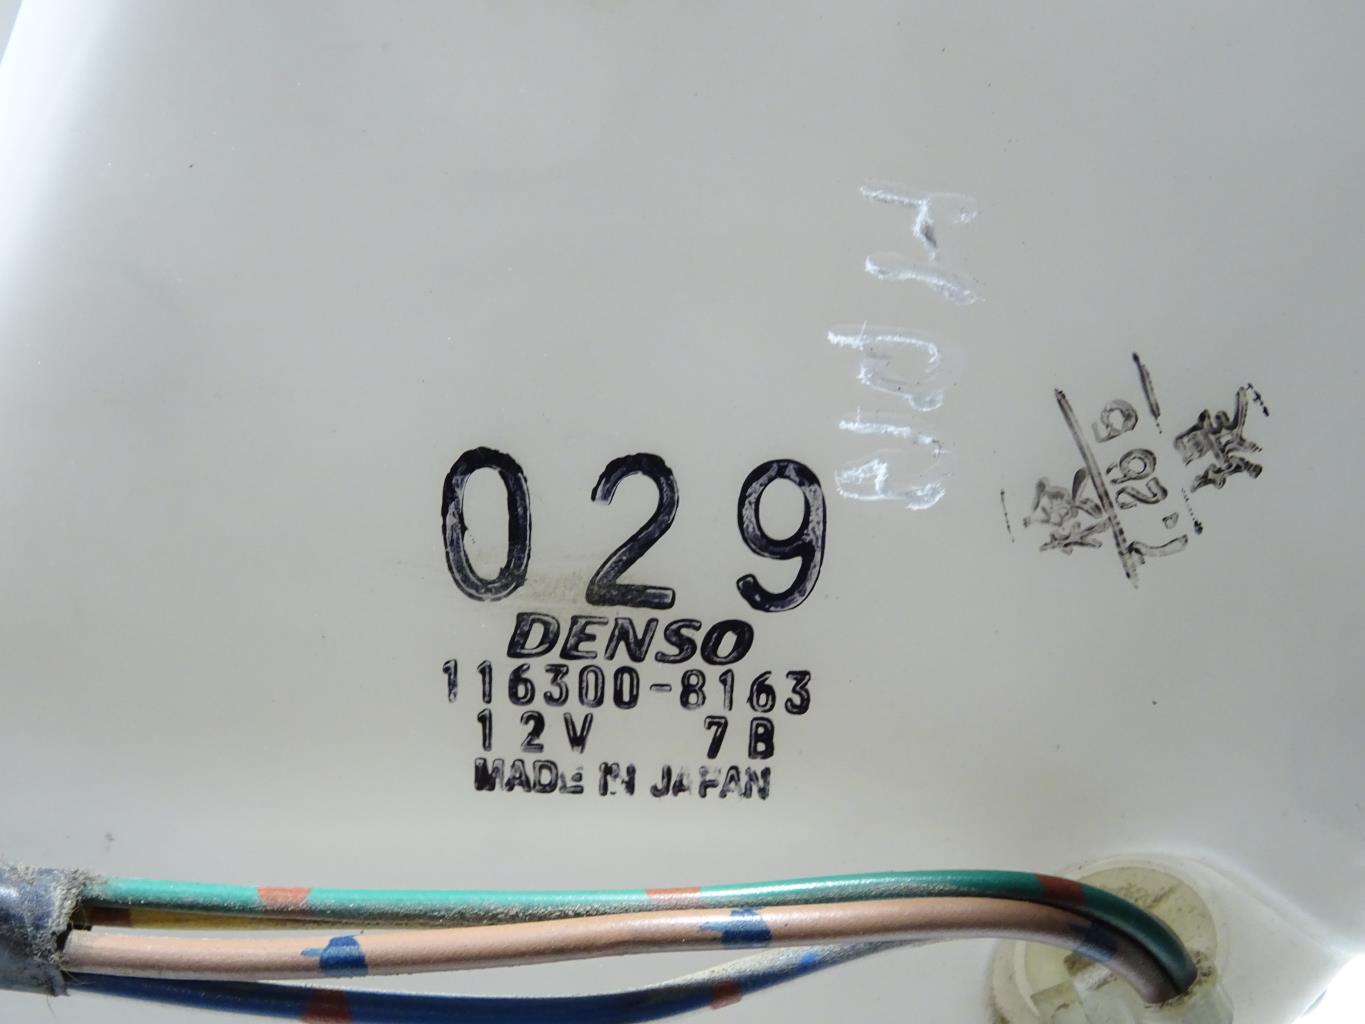 029
DENSO
116300-8163
12V 7B
MADE IN JAPAN